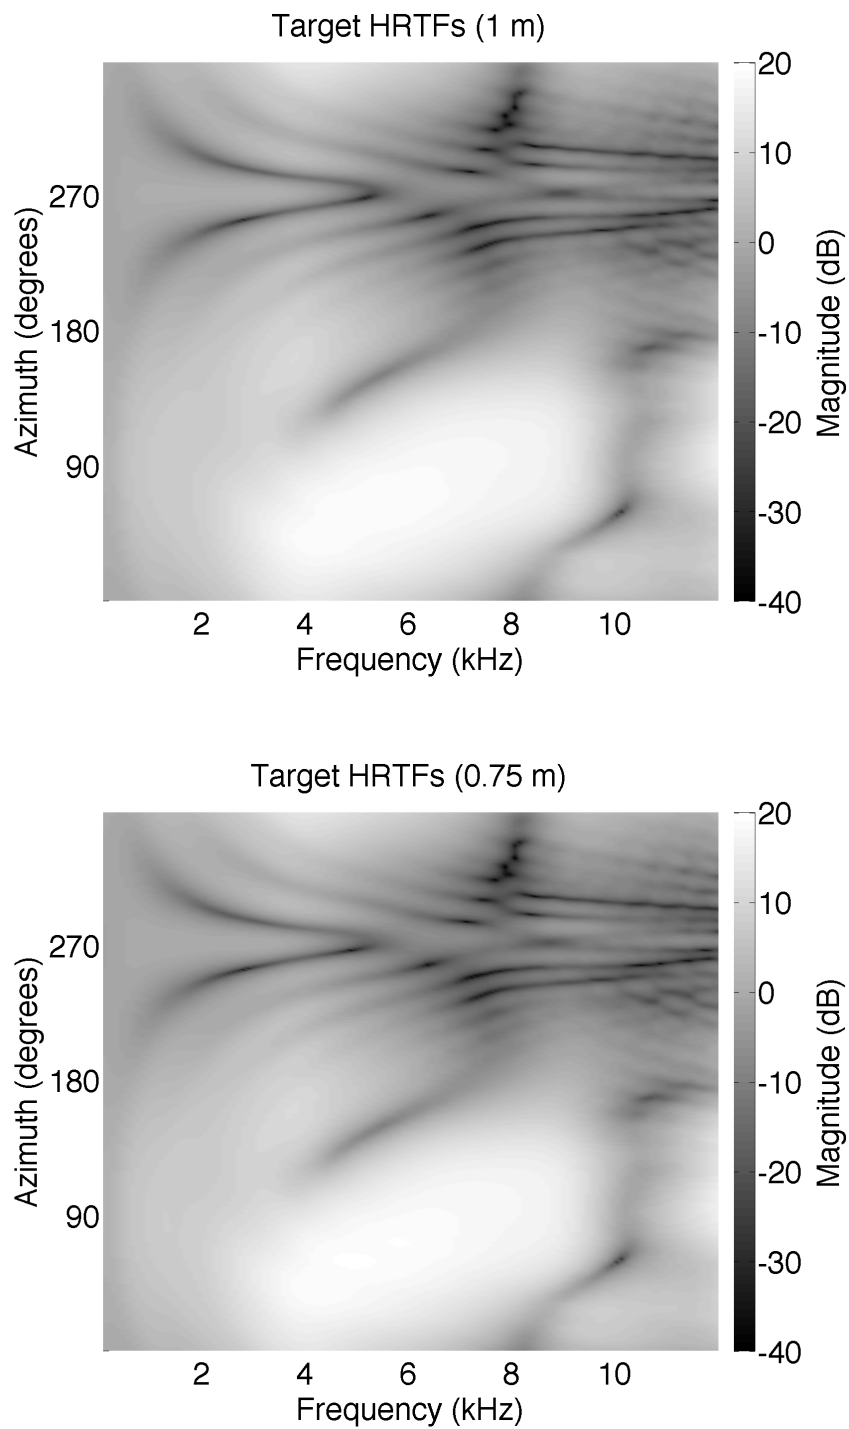 Target HRTFs (1 m)
Azimuth (degrees)
270
180
90
2 4 6 8 10
Frequency (kHz)
20
10
0
-10
-20
-30
-40
Magnitude (dB)
Target HRTFs (0.75 m)
Azimuth (degrees)
270
180
90
2 4 6 8 10
Frequency (kHz)
20
10
0
-10
-20
-30
-40
Magnitude (dB)